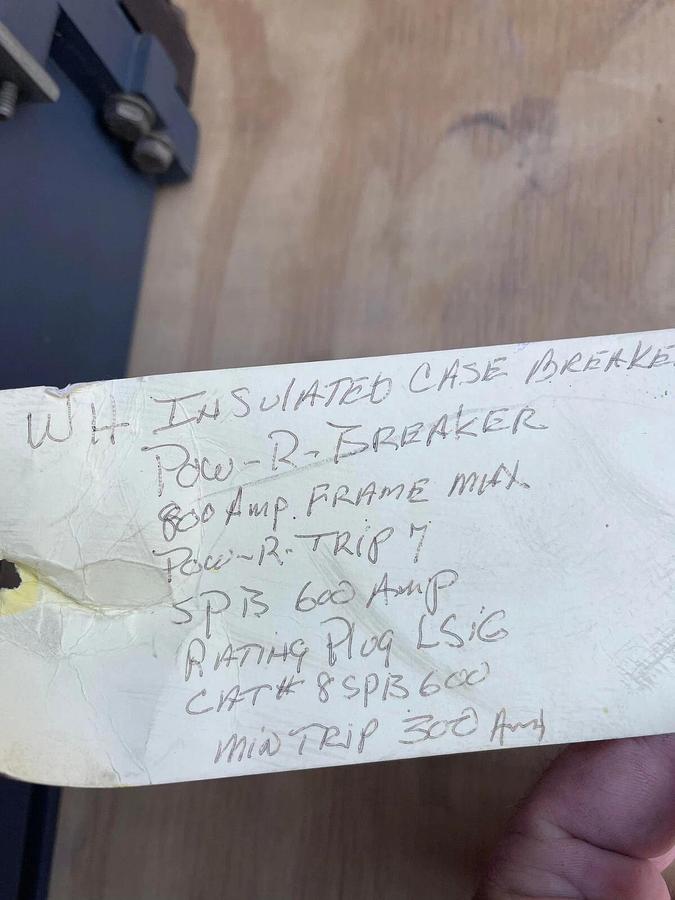 WH INSULATED CASE BREAKE
POW-R-BREAKER
800 Amp. FRAME MAX
POW-R-TRIP 7
SPB 600 Amp
RATING Plug LSiG
CAT# 8SPB600
Min TRIP 300 Amp